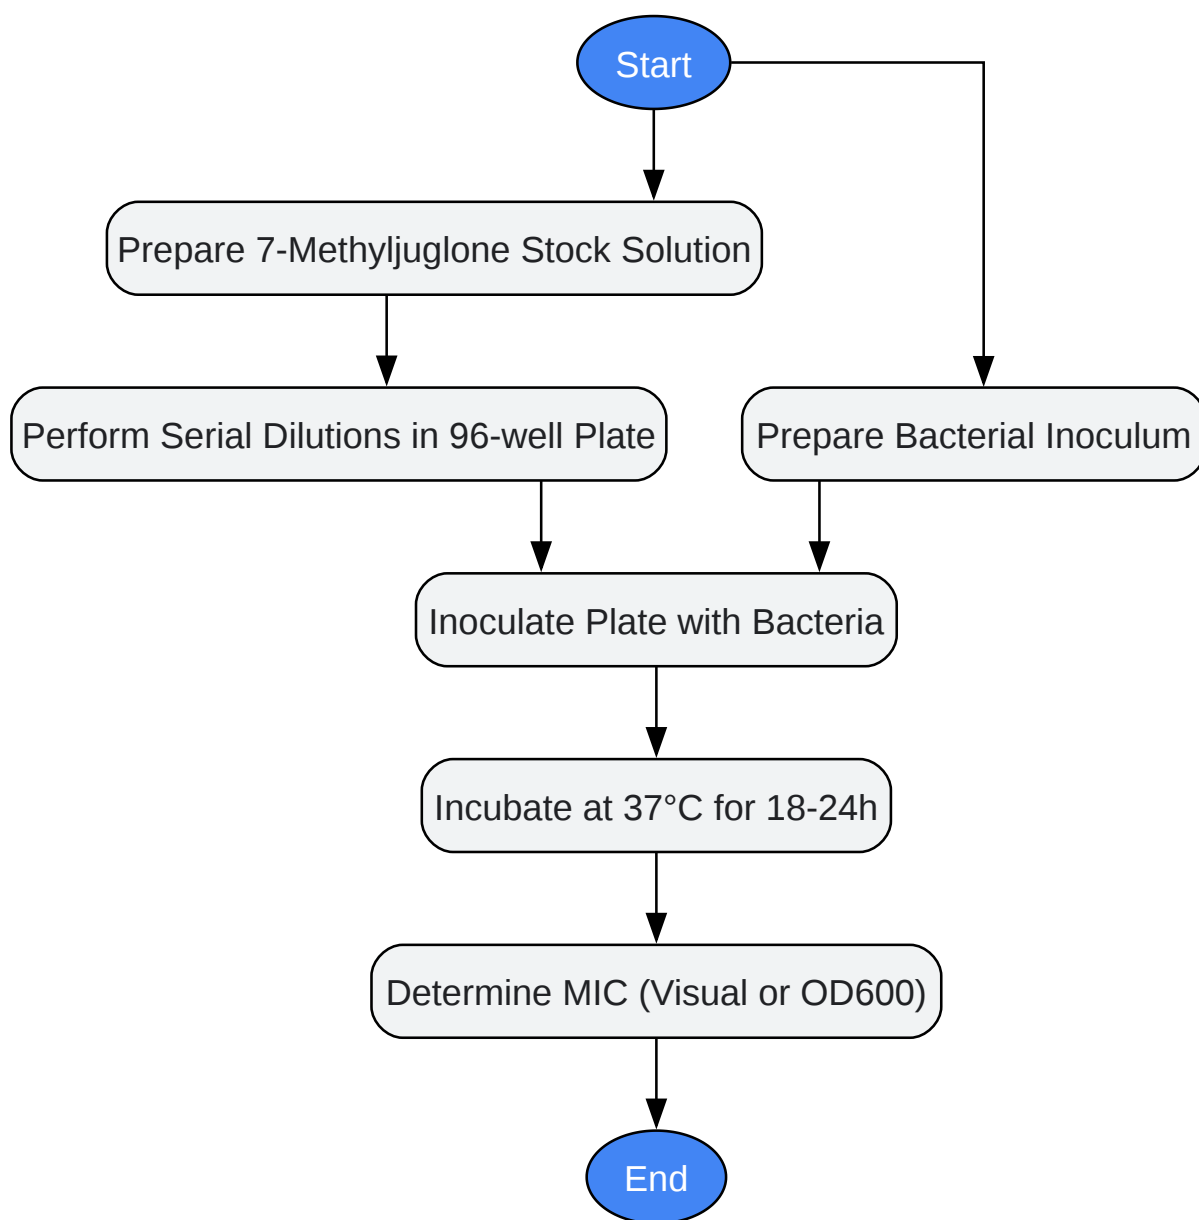 Start
Prepare 7-Methyljuglone Stock Solution
Perform Serial Dilutions in 96-well Plate
Prepare Bacterial Inoculum
Inoculate Plate with Bacteria
Incubate at 37°C for 18-24h
Determine MIC (Visual or OD600)
End